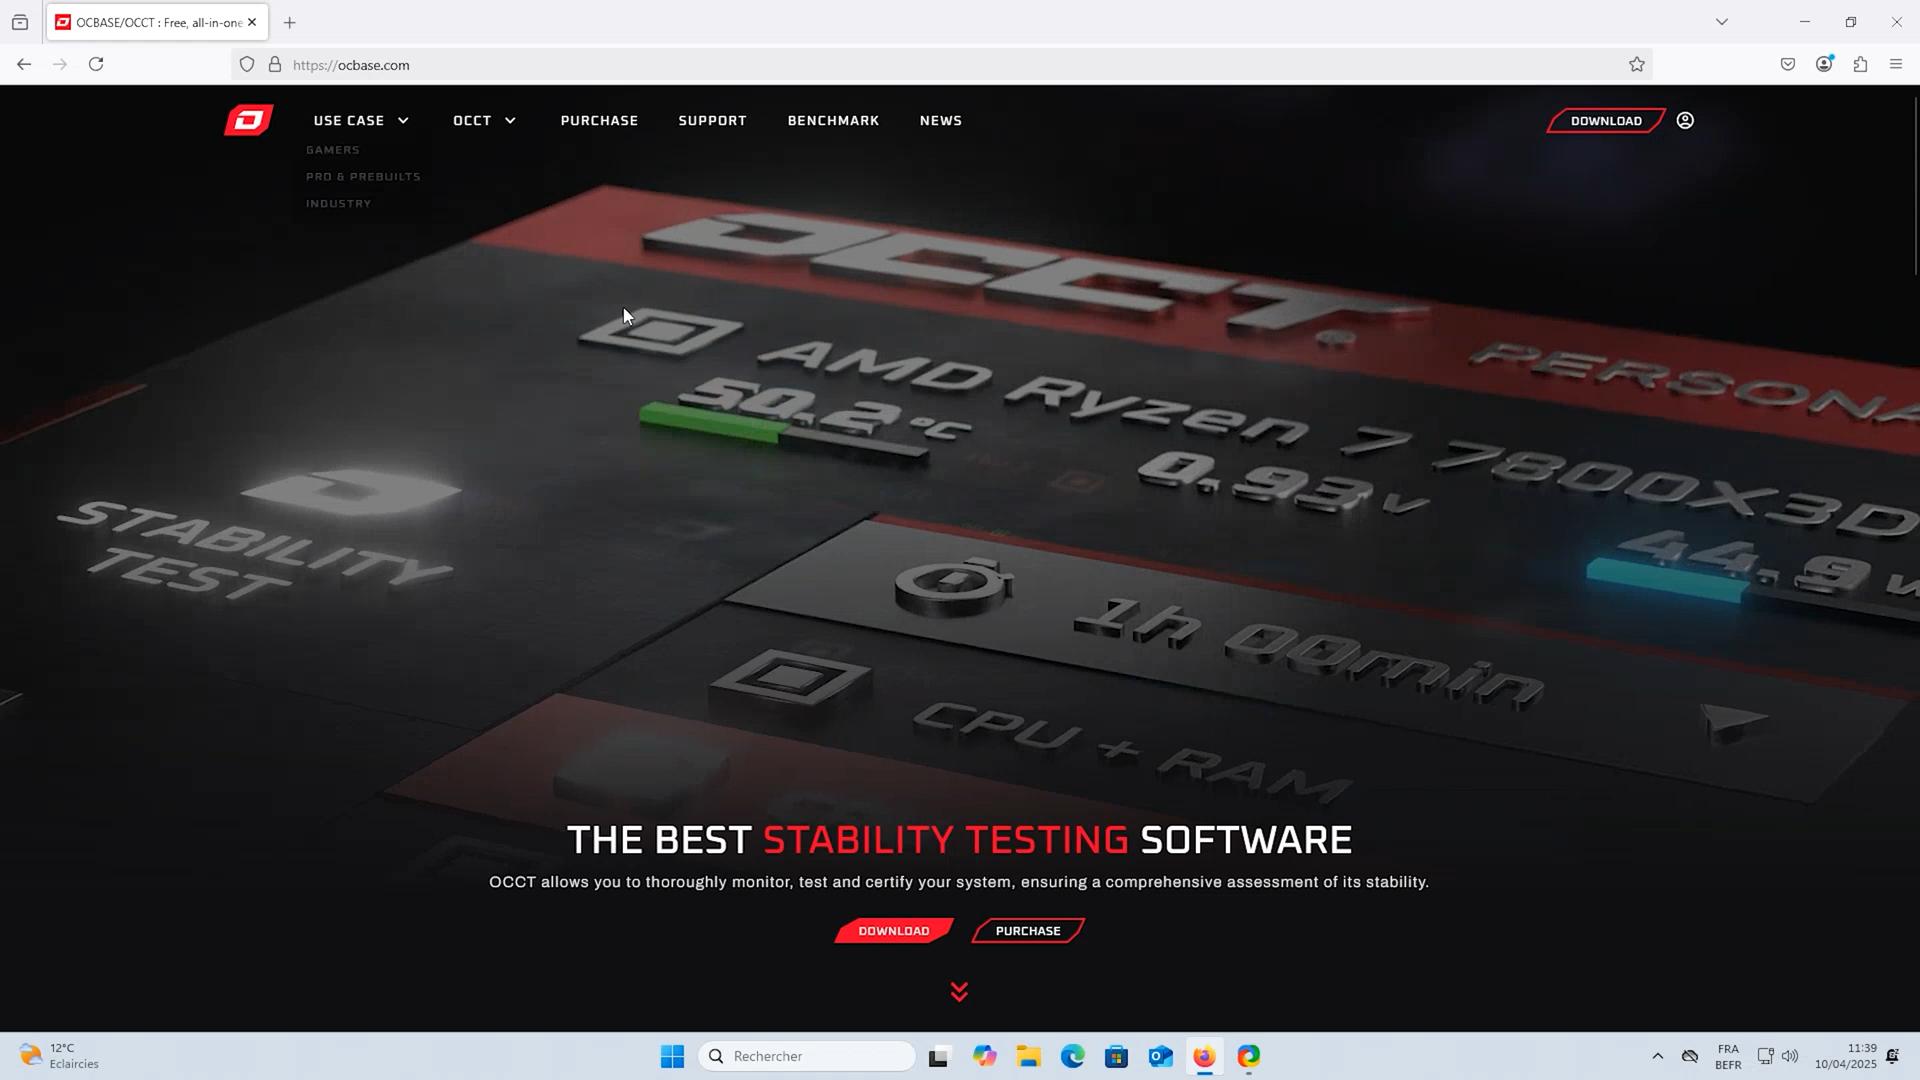 OCBASE/OCCT : Free, all-in-one
https://ocbase.com
USE CASE
OCCT
PURCHASE
SUPPORT
BENCHMARK
NEWS
DOWNLOAD
GAMERS
PRO & PREBUILTS
INDUSTRY
OCCT®
PERSONA
AMD Ryzen 7 7800X3D
50.2°C
0.93v
44.9w
STABILITY
TEST
1h 00min
CPU + RAM
THE BEST STABILITY TESTING SOFTWARE
OCCT allows you to thoroughly monitor, test and certify your system, ensuring a comprehensive assessment of its stability.
DOWNLOAD
PURCHASE
12°C
Eclaircies
Rechercher
FRA
BEFR
11:39
10/04/2025